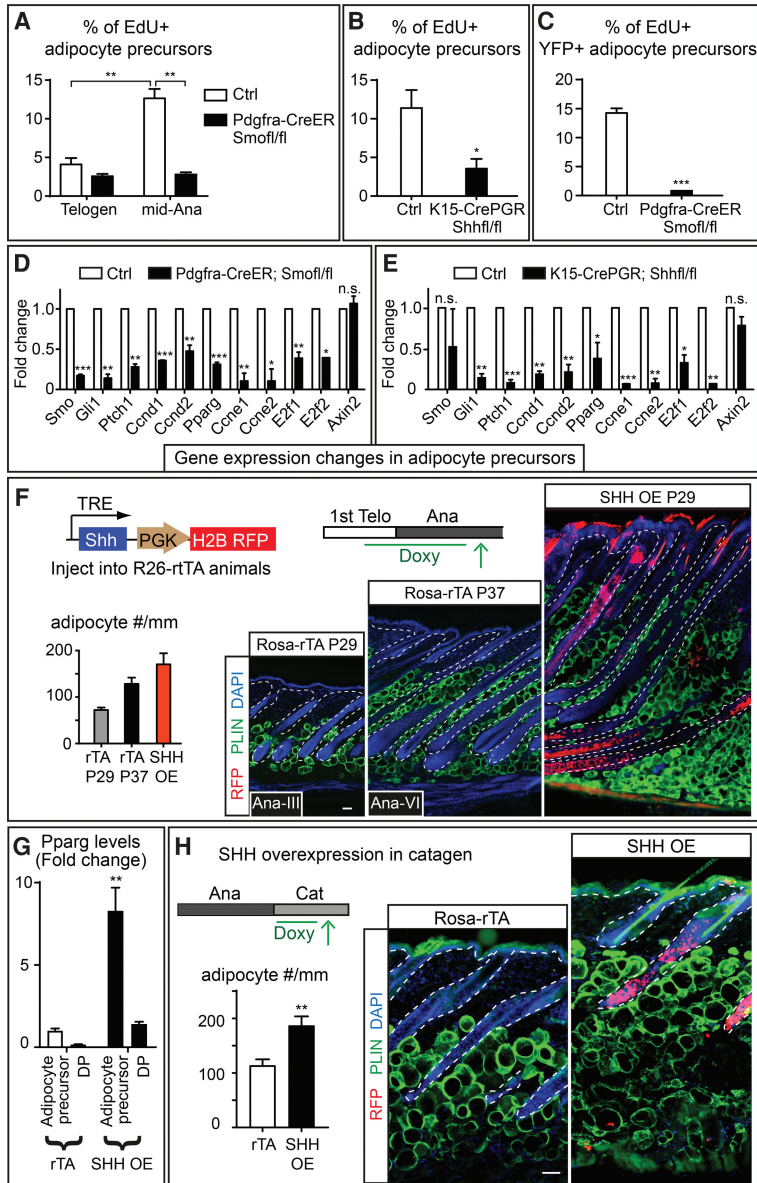 A
% of EdU+
adipocyte precursors
**
**
15
10
5
0
Ctrl
Pdgfra-CreER
Smofl/fl
Telogen
mid-Ana
B
% of EdU+
adipocyte precursors
15
10
5
0
*
Ctrl
K15-CrePGR
Shhfl/fl
C
% of EdU+
YFP+ adipocyte precursors
20
15
10
5
0
***
Ctrl
Pdgfra-CreER
Smofl/fl
D
Ctrl
Pdgfra-CreER; Smofl/fl
Fold change
1.0
0.5
0
***
**
**
***
**
***
**
*
**
*
n.s.
Smo
Gli1
Ptch1
Ccnd1
Ccnd2
Pparg
Ccne1
Ccne2
E2f1
E2f2
Axin2
E
Ctrl
K15-CrePGR; Shhfl/fl
Fold change
1.0
0.5
0
n.s.
**
***
**
**
*
***
**
*
**
n.s.
Smo
Gli1
Ptch1
Ccnd1
Ccnd2
Pparg
Ccne1
Ccne2
E2f1
E2f2
Axin2
Gene expression changes in adipocyte precursors
F
TRE
Shh
PGK
H2B RFP
Inject into R26-rtTA animals
1st Telo
Ana
Doxy
adipocyte #/mm
200
100
0
rTA
P29
rTA
P37
SHH
OE
RFP PLIN DAPI
Rosa-rTA P29
Ana-III
Rosa-rTA P37
Ana-VI
SHH OE P29
G
Pparg levels
(Fold change)
10
5
0
**
Adipocyte
precursor
DP
Adipocyte
precursor
DP
rTA
SHH OE
H
SHH overexpression in catagen
Ana
Cat
Doxy
adipocyte #/mm
200
100
0
**
rTA
SHH
OE
RFP PLIN DAPI
Rosa-rTA
SHH OE